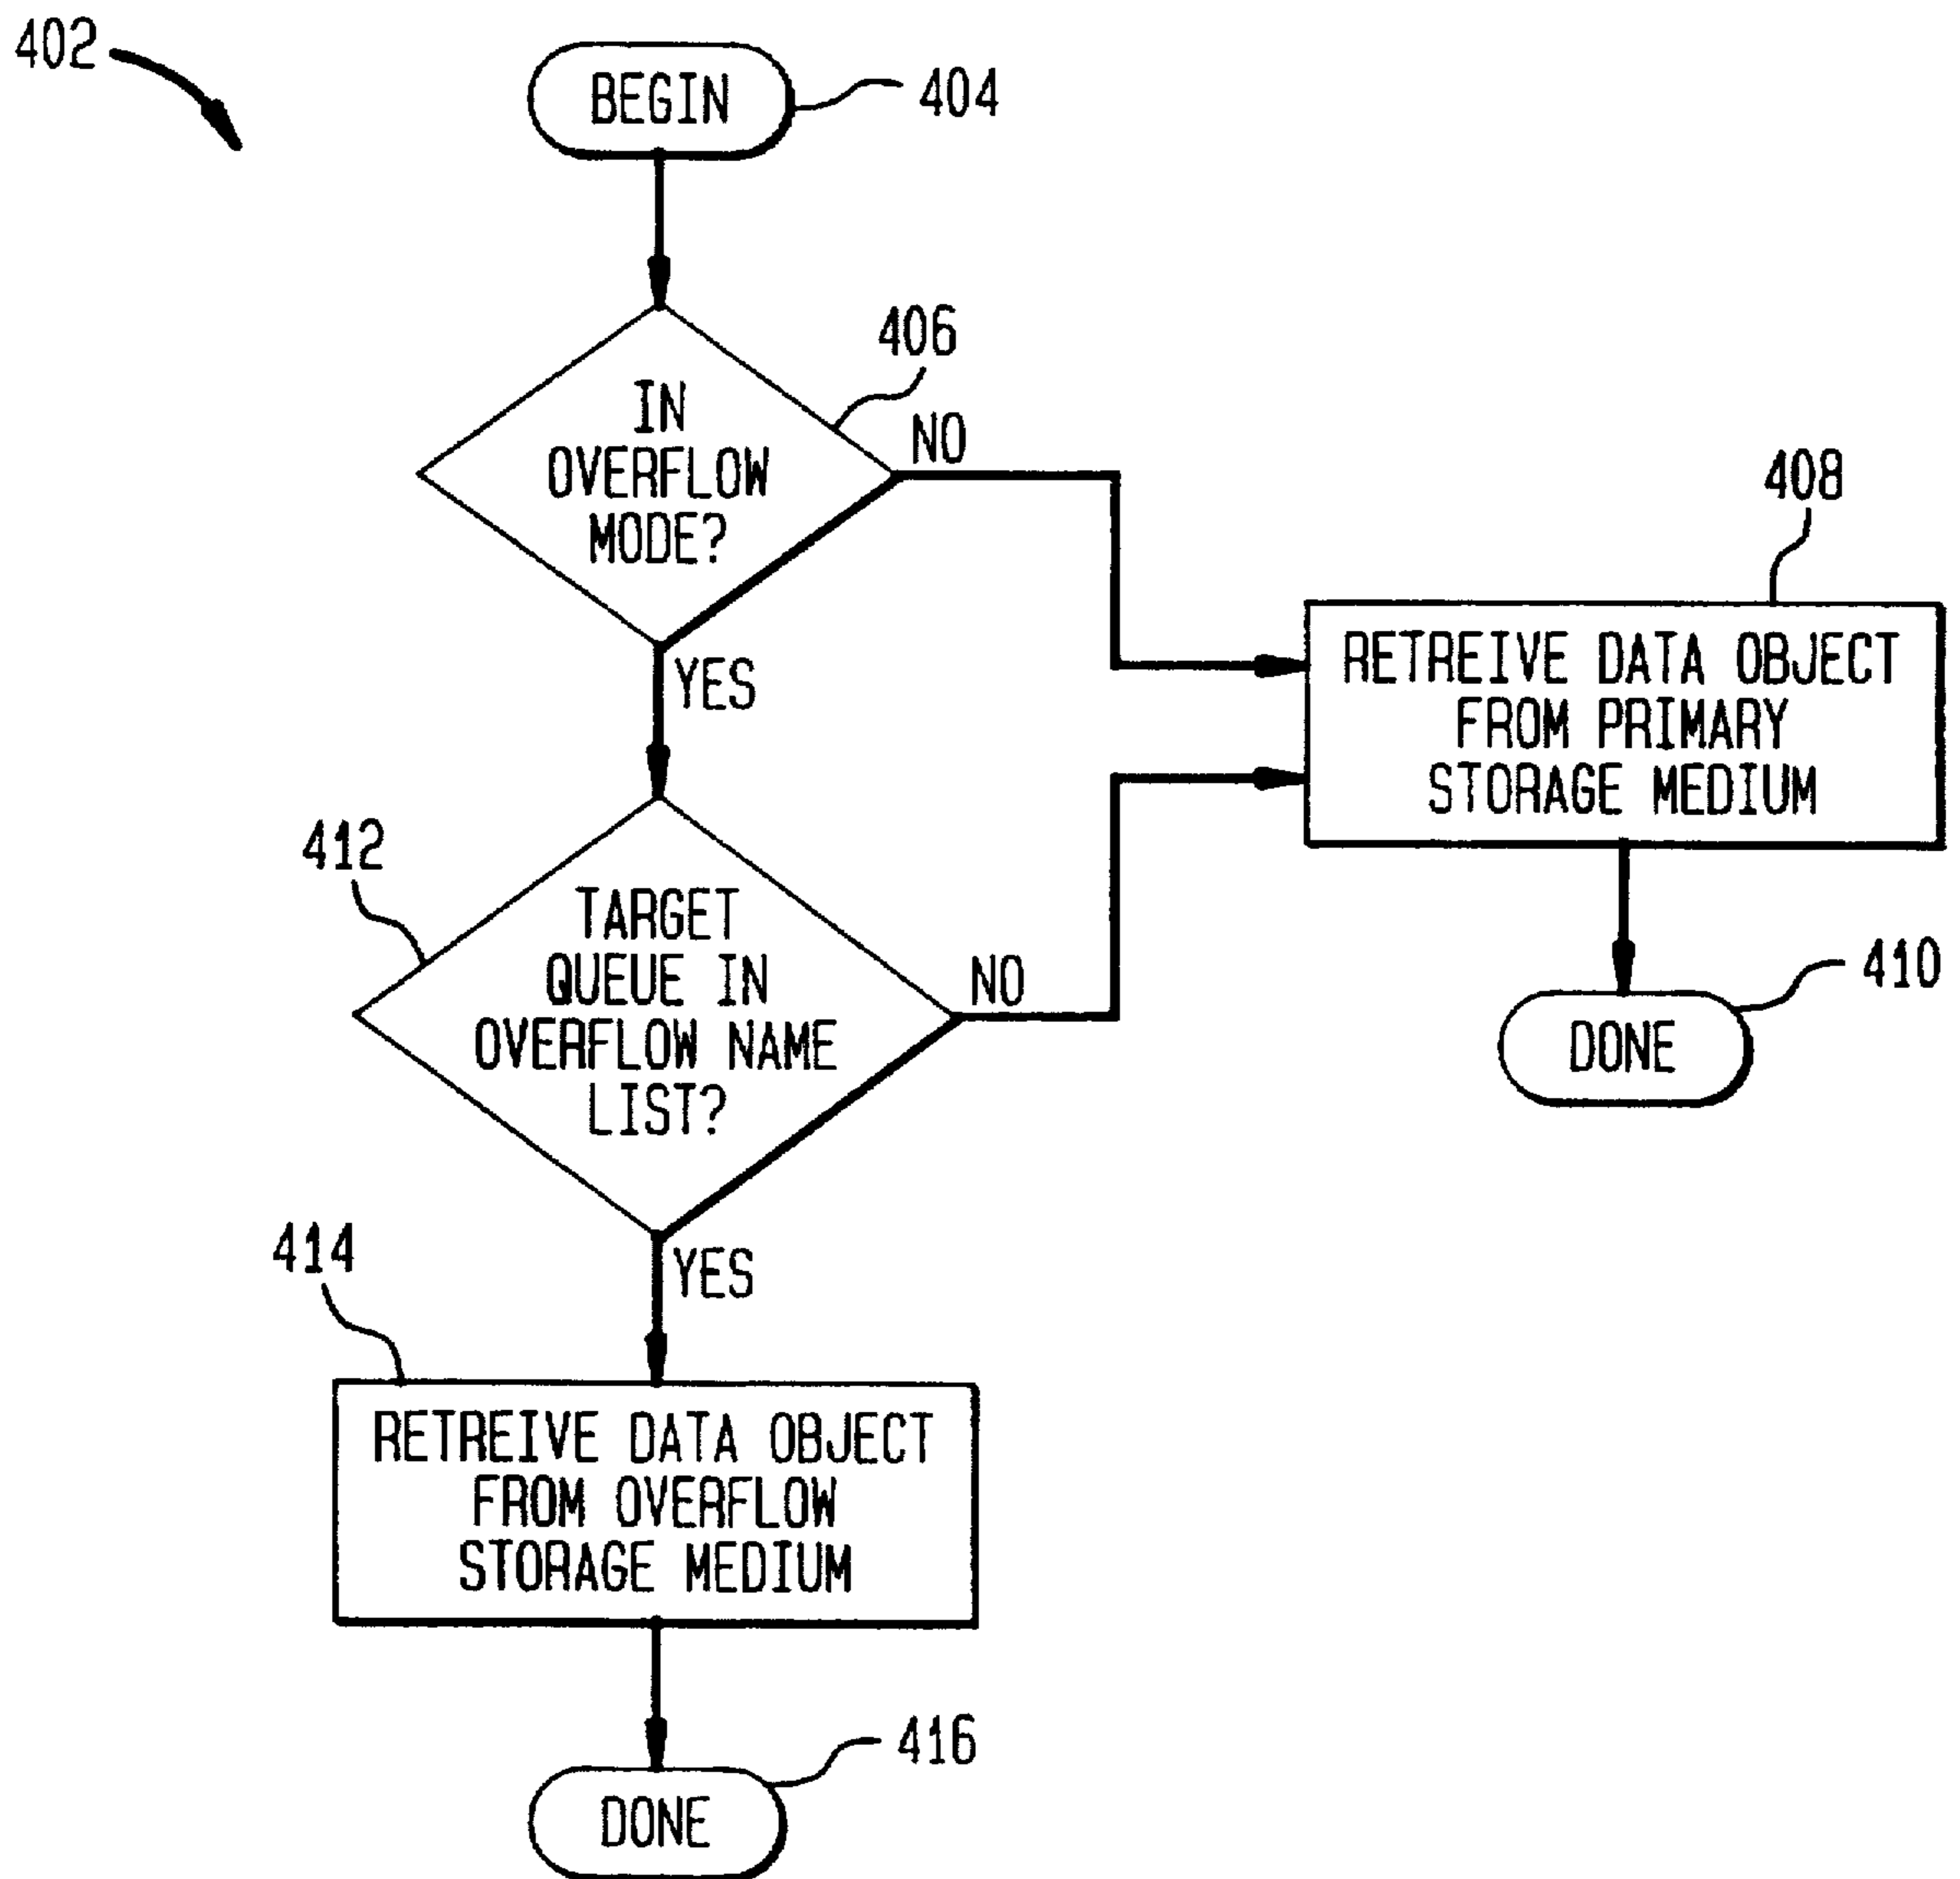 402
BEGIN
404
406
IN
OVERFLOW
MODE?
NO
YES
408
RETREIVE DATA OBJECT
FROM PRIMARY
STORAGE MEDIUM
410
DONE
412
TARGET
QUEUE IN
OVERFLOW NAME
LIST?
NO
YES
414
RETREIVE DATA OBJECT
FROM OVERFLOW
STORAGE MEDIUM
416
DONE